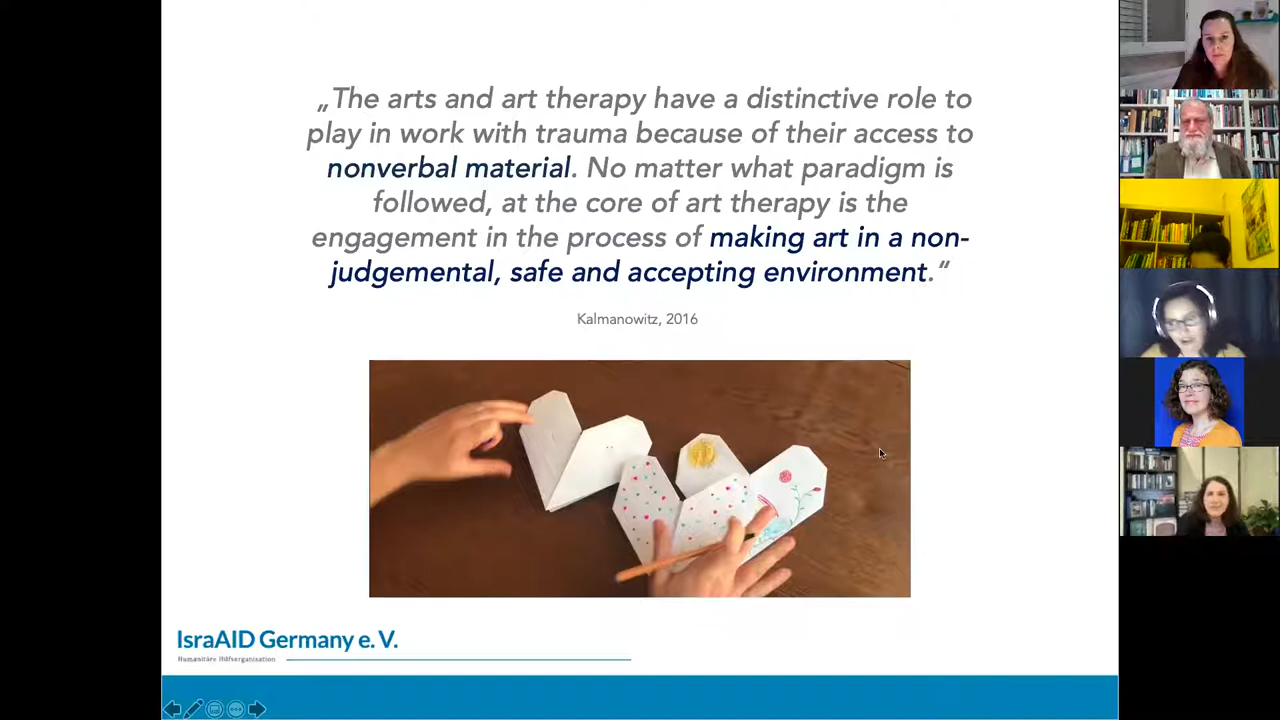 „The arts and art therapy have a distinctive role to
play in work with trauma because of their access to
nonverbal material. No matter what paradigm is
followed, at the core of art therapy is the
engagement in the process of making art in a non-
judgemental, safe and accepting environment.“
Kalmanowitz, 2016
IsraAID Germany e. V.
Humanitäre Hilfsorganisation